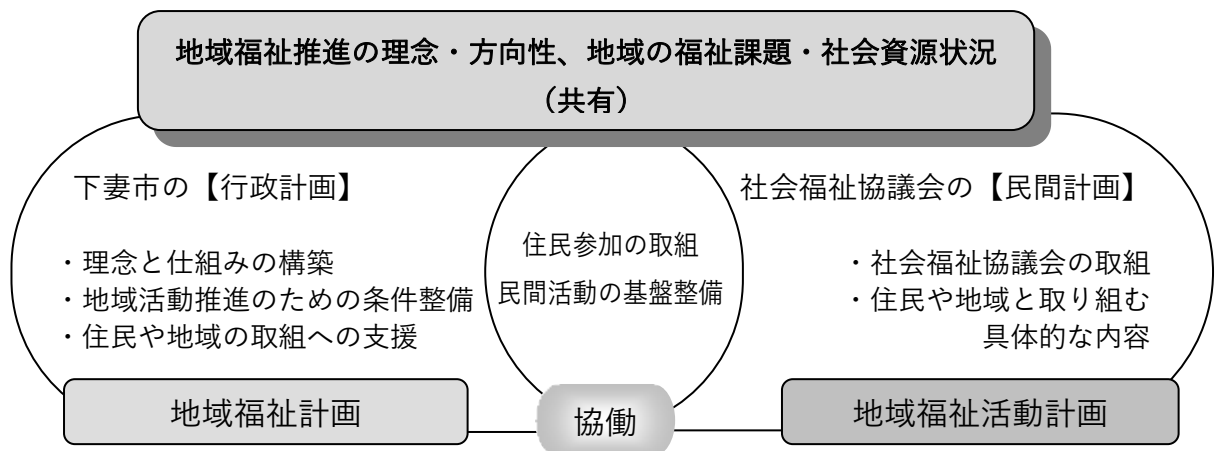 地域福祉推進の理念・方向性、地域の福祉課題・社会資源状況
（共有）
下妻市の【行政計画】
・理念と仕組みの構築
・地域活動推進のための条件整備
・住民や地域の取組への支援
地域福祉計画
住民参加の取組
民間活動の基盤整備
協働
社会福祉協議会の【民間計画】
・社会福祉協議会の取組
・住民や地域と取り組む
具体的な内容
地域福祉活動計画